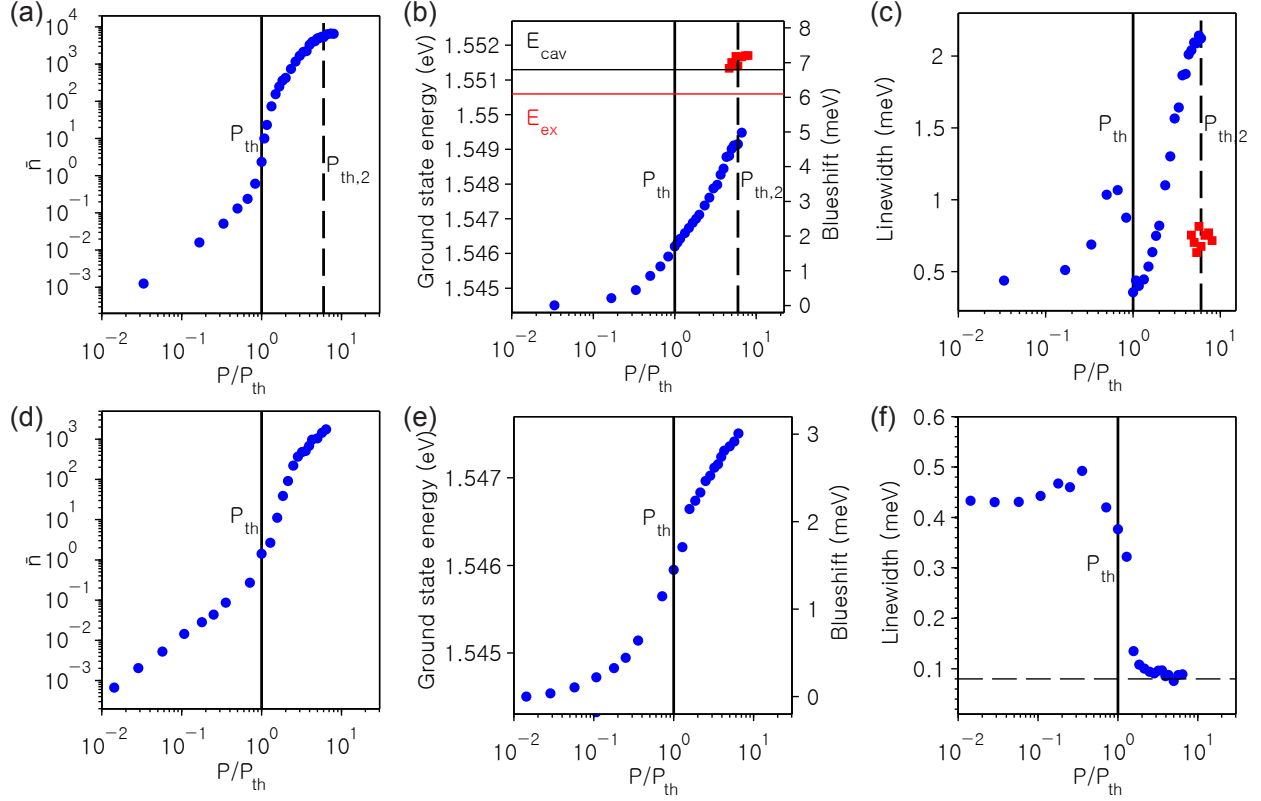 (a)
10^4
10^3
10^2
10^1
10^0
10^-1
10^-2
10^-3
n̄
P_th
P_th,2
10^-2 10^-1 10^0 10^1
P/P_th
(b)
1.552
1.551
1.55
1.549
1.548
1.547
1.546
1.545
Ground state energy (eV)
E_cav
E_ex
P_th
P_th,2
8
7
6
5
4
3
2
1
0
Blueshift (meV)
10^-2 10^-1 10^0 10^1
P/P_th
(c)
2
1.5
1
0.5
Linewidth (meV)
P_th
P_th,2
10^-2 10^-1 10^0 10^1
P/P_th
(d)
10^3
10^2
10^1
10^0
10^-1
10^-2
10^-3
n̄
P_th
10^-2 10^-1 10^0 10^1
P/P_th
(e)
1.547
1.546
1.545
Ground state energy (eV)
P_th
3
2
1
0
Blueshift (meV)
10^-2 10^-1 10^0 10^1
P/P_th
(f)
0.6
0.5
0.4
0.3
0.2
0.1
Linewidth (meV)
P_th
10^-2 10^-1 10^0 10^1
P/P_th